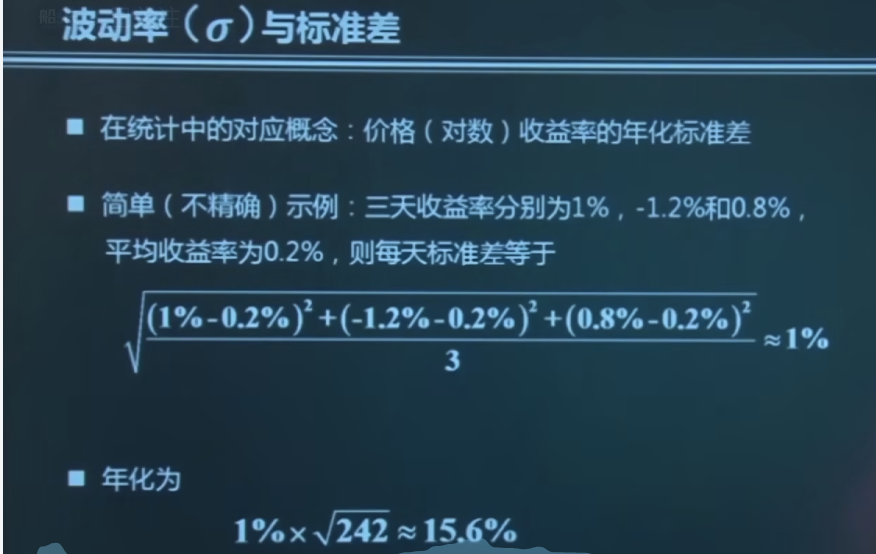 波动率（σ）与标准差
■ 在统计中的对应概念：价格（对数）收益率的年化标准差
■ 简单（不精确）示例：三天收益率分别为1%，-1.2%和0.8%，
平均收益率为0.2%，则每天标准差等于
√(((1%-0.2%)²+(-1.2%-0.2%)²+(0.8%-0.2%)²)/3)≈1%
■ 年化为
1%×√242≈15.6%